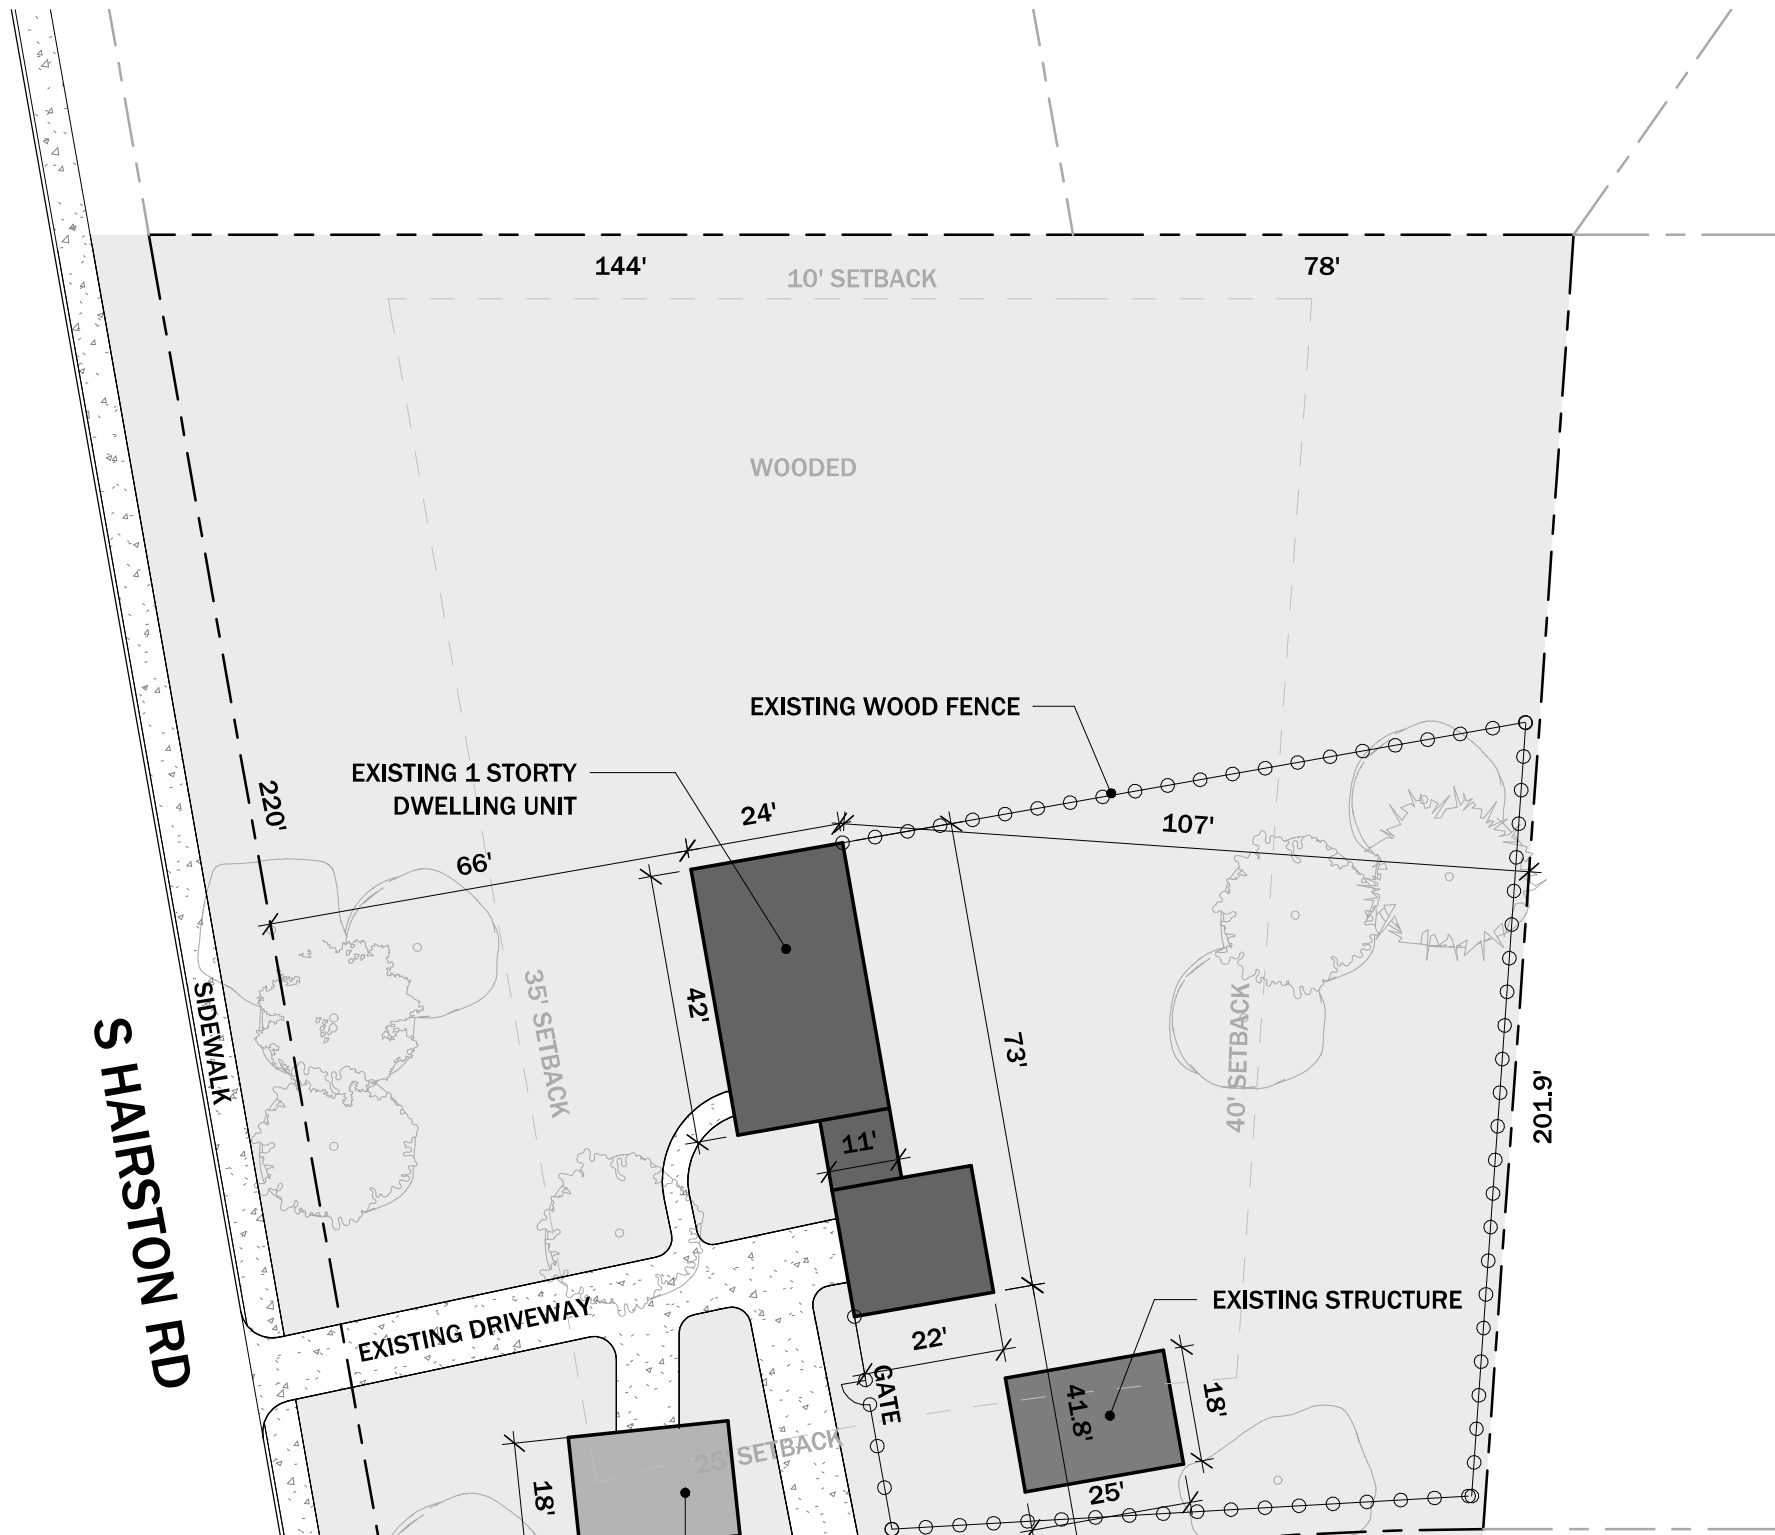 144'
78'
10' SETBACK
WOODED
EXISTING WOOD FENCE
EXISTING 1 STORTY
DWELLING UNIT
220'
24'
107'
66'
SIDEWALK
35' SETBACK
42'
73'
40' SETBACK
201.9'
S HAIRSTON RD
11'
EXISTING DRIVEWAY
EXISTING STRUCTURE
22'
GATE
41.8'
18'
25' SETBACK
18'
25'